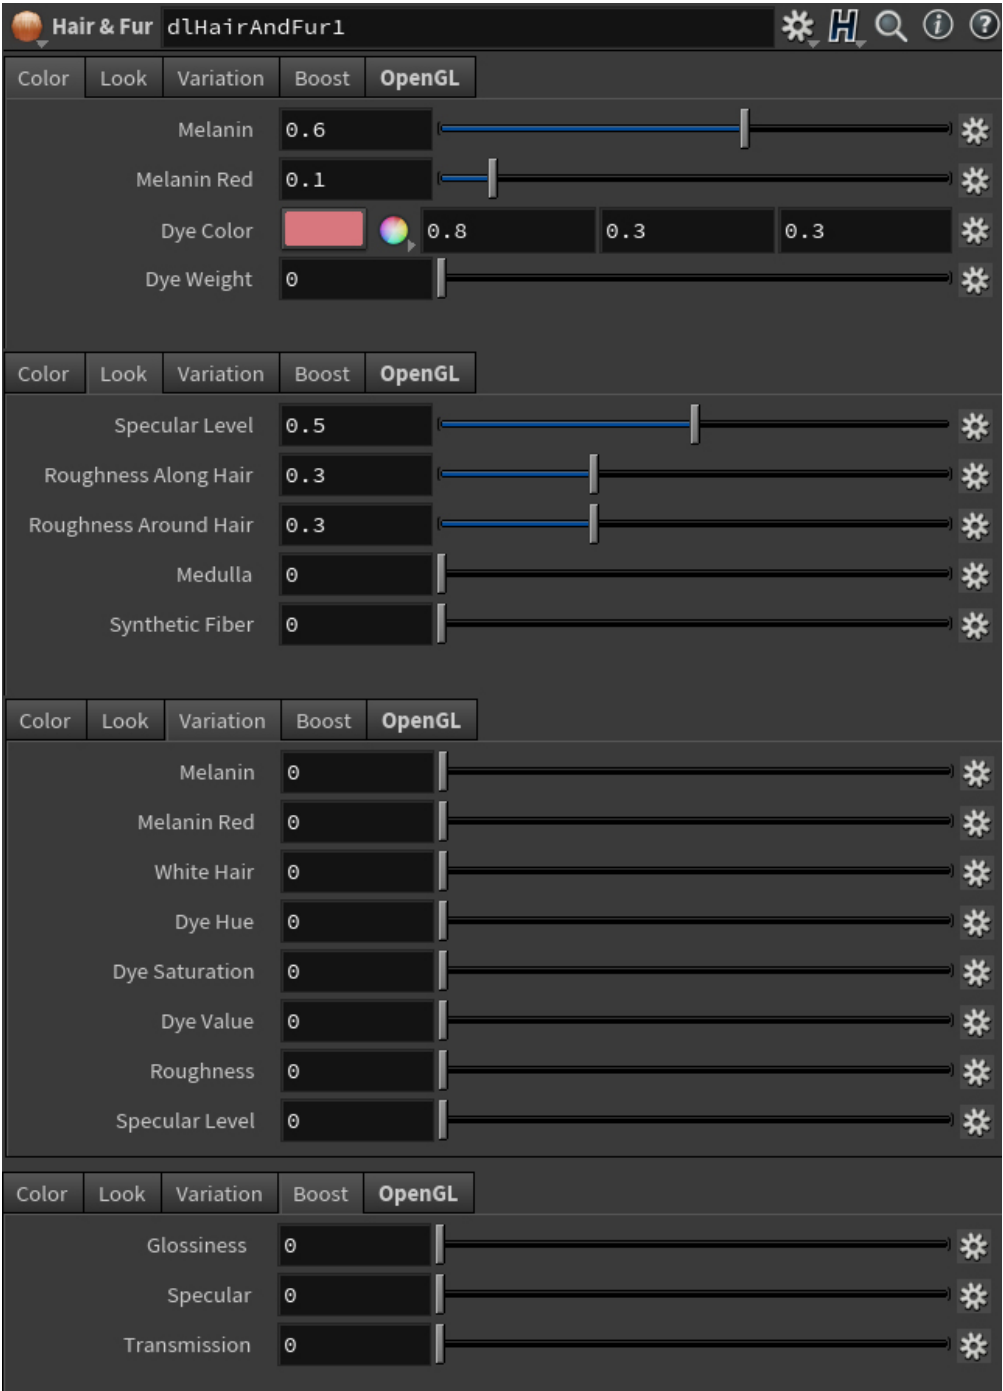 Hair & Fur dlHairAndFur1 H i ?
Color Look Variation Boost OpenGL
Melanin 0.6
Melanin Red 0.1
Dye Color 0.8 0.3 0.3
Dye Weight 0
Color Look Variation Boost OpenGL
Specular Level 0.5
Roughness Along Hair 0.3
Roughness Around Hair 0.3
Medulla 0
Synthetic Fiber 0
Color Look Variation Boost OpenGL
Melanin 0
Melanin Red 0
White Hair 0
Dye Hue 0
Dye Saturation 0
Dye Value 0
Roughness 0
Specular Level 0
Color Look Variation Boost OpenGL
Glossiness 0
Specular 0
Transmission 0